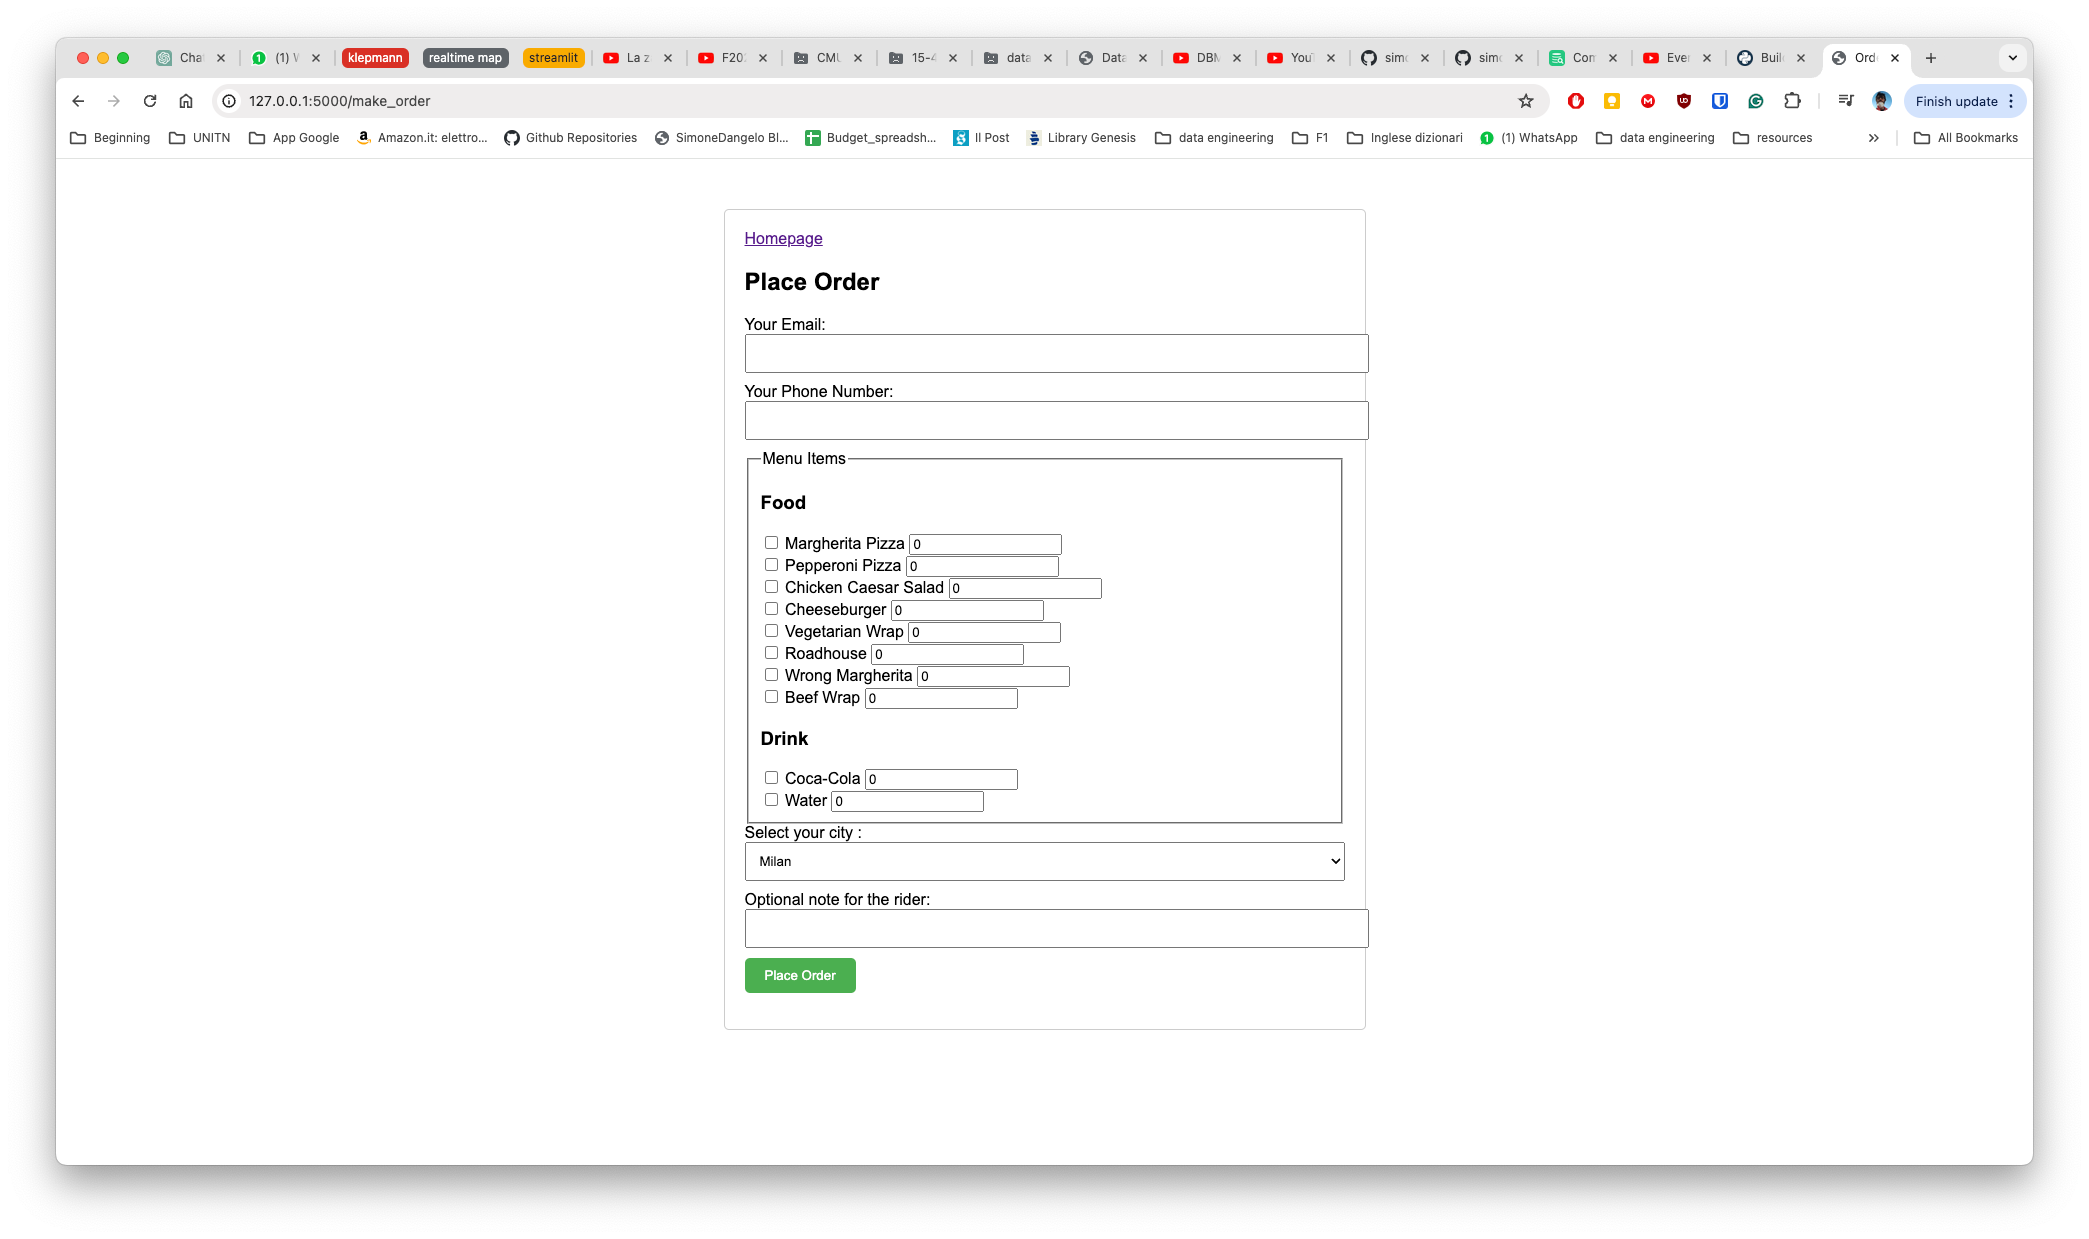 Cha
(1) W
klepmann
realtime map
streamlit
La z
F20
CMU
15-4
data
Data
DBM
You
simo
simo
Con
Ever
Buil
Ord
127.0.0.1:5000/make_order
Finish update
Beginning
UNITN
App Google
Amazon.it: elettro...
Github Repositories
SimoneDangelo Bl...
Budget_spreadsh...
Il Post
Library Genesis
data engineering
F1
Inglese dizionari
(1) WhatsApp
data engineering
resources
All Bookmarks
Homepage
Place Order
Your Email:
Your Phone Number:
Menu Items
Food
Margherita Pizza 0
Pepperoni Pizza 0
Chicken Caesar Salad 0
Cheeseburger 0
Vegetarian Wrap 0
Roadhouse 0
Wrong Margherita 0
Beef Wrap 0
Drink
Coca-Cola 0
Water 0
Select your city :
Milan
Optional note for the rider:
Place Order